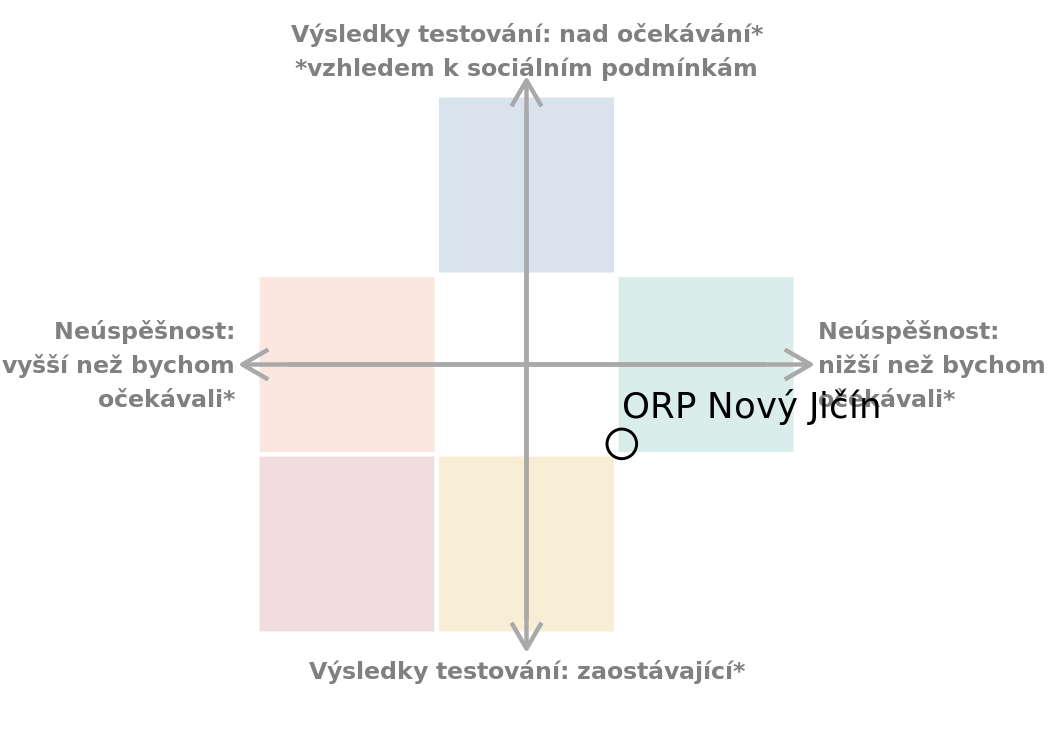 Výsledky testování: nad očekávání*
*vzhledem k sociálním podmínkám
Neúspěšnost:
vyšší než bychom
očekávali*
Neúspěšnost:
nižší než bychom
očekávali*
ORP Nový Jičín
Výsledky testování: zaostávající*